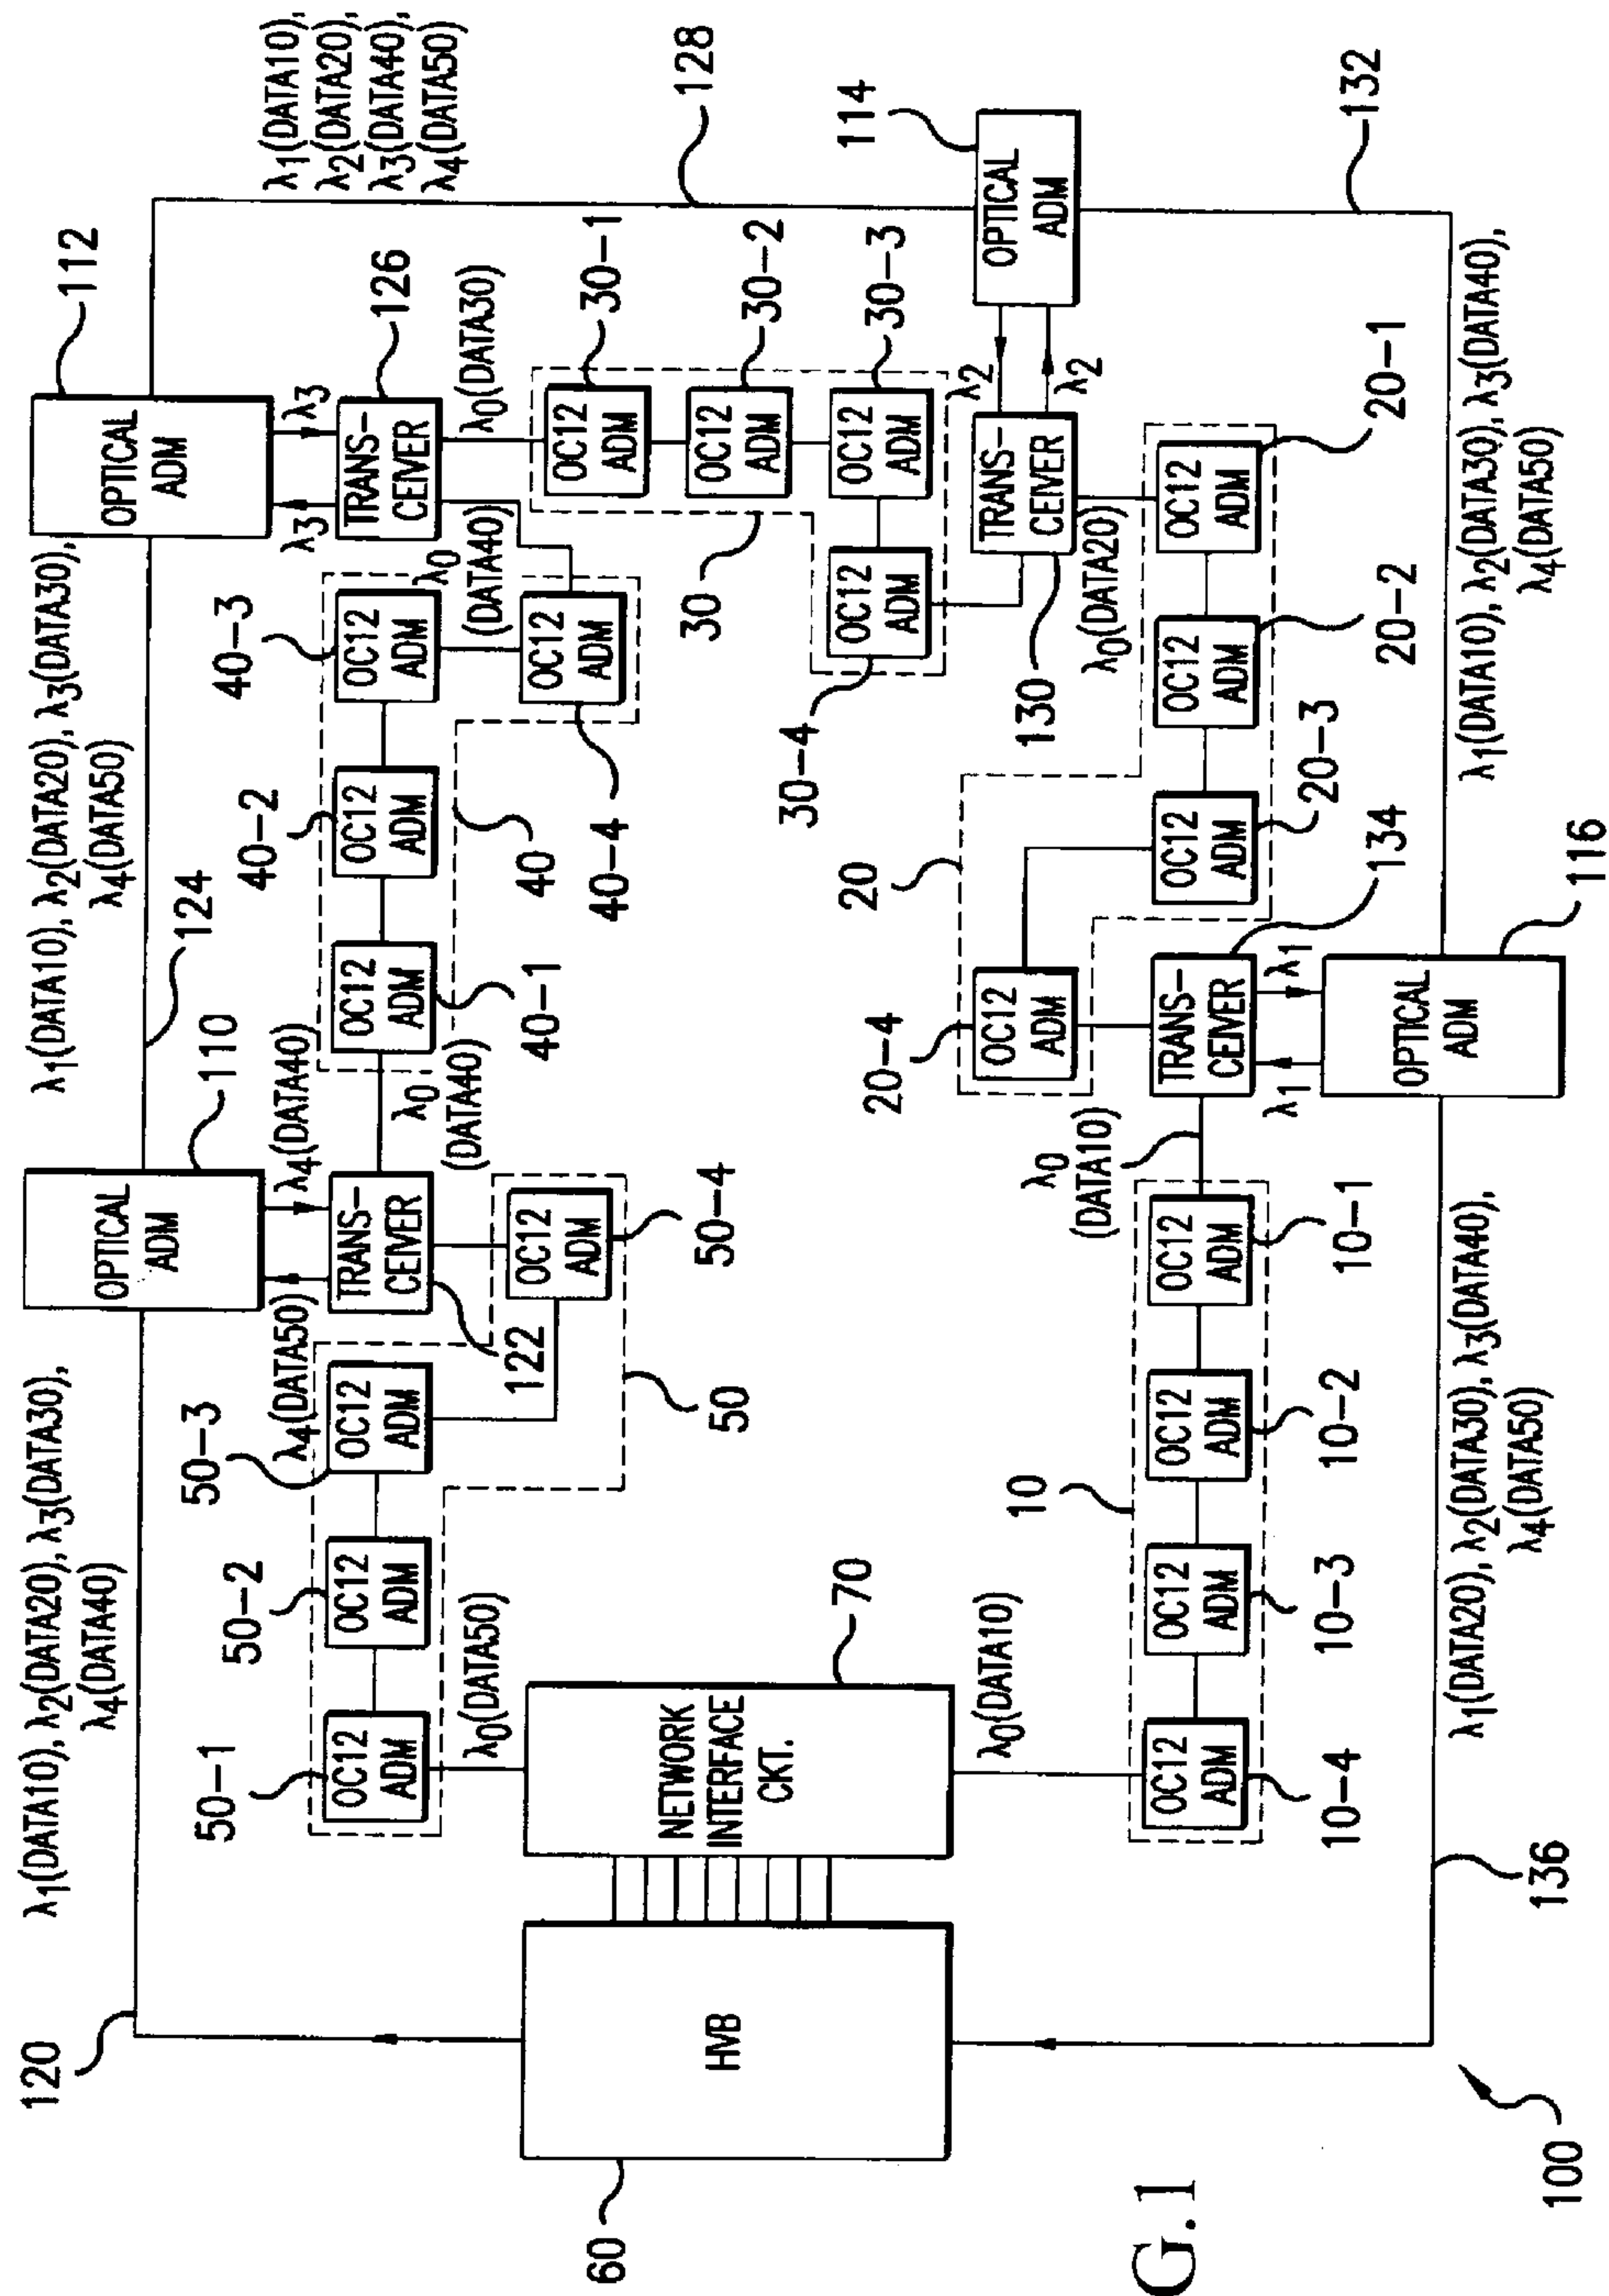 λ1(DATA10), λ2(DATA20), λ3(DATA30),
λ4(DATA40)
120
λ1(DATA10), λ2(DATA20), λ3(DATA30),
λ4(DATA50)
124
λ1(DATA10),
λ2(DATA20),
λ3(DATA40),
λ4(DATA50)
128
OPTICAL
ADM
110
OPTICAL
ADM
112
λ4(DATA50)
λ4(DATA40)
λ3
λ3
TRANS-
CEIVER
122
TRANS-
CEIVER
126
50-1
OC12
ADM
50-2
OC12
ADM
50-3
OC12
ADM
50-4
OC12
ADM
50
λ0(DATA50)
λ0
(DATA40)
40-1
OC12
ADM
40-2
OC12
ADM
40-3
OC12
ADM
40-4
OC12
ADM
40
λ0
(DATA40)
λ0(DATA30)
30-1
OC12
ADM
30-2
OC12
ADM
30-3
OC12
ADM
30-4
OC12
ADM
30
60
HVB
NETWORK
INTERFACE
CKT.
70
λ2
λ2
OPTICAL
ADM
114
TRANS-
CEIVER
130
λ0(DATA20)
λ0(DATA10)
10-4
OC12
ADM
10-3
OC12
ADM
10-2
OC12
ADM
10-1
OC12
ADM
10
λ0
(DATA10)
20-4
OC12
ADM
20-3
OC12
ADM
20-2
OC12
ADM
20-1
OC12
ADM
20
TRANS-
CEIVER
134
λ1
λ1
OPTICAL
ADM
116
132
136
λ1(DATA20), λ2(DATA30), λ3(DATA40),
λ4(DATA50)
λ1(DATA10), λ2(DATA30), λ3(DATA40),
λ4(DATA50)
100
G.1